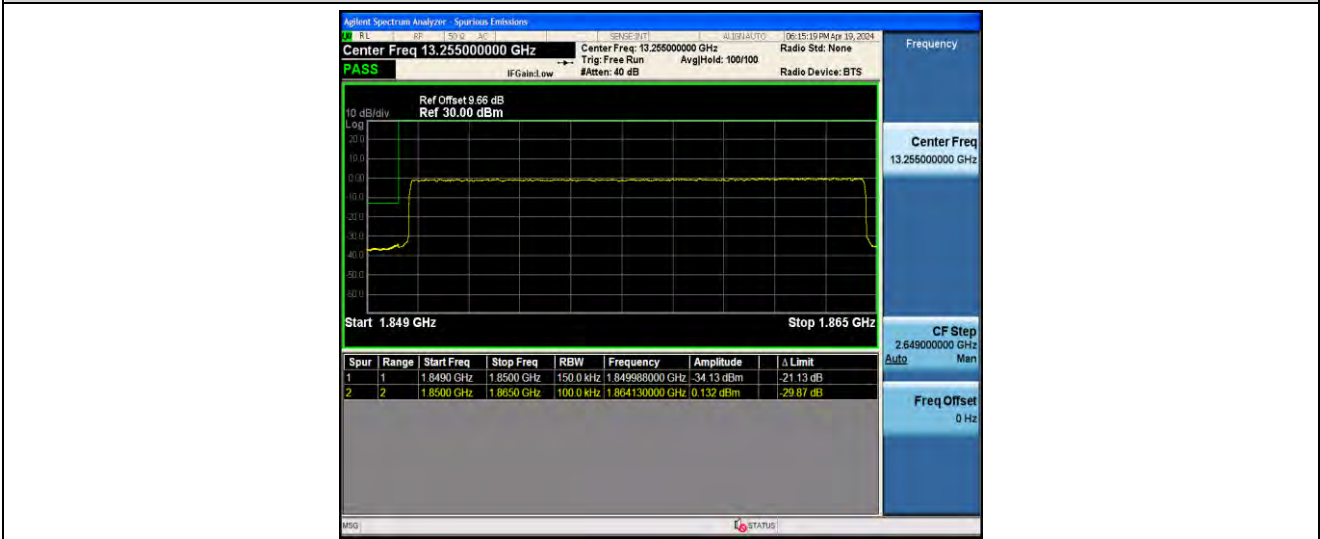 Agilent Spectrum Analyzer - Spurious Emissions
RL RF 50 Ω AC SENSE:INT ALIGNAUTO 06:15:19 PM Apr 19, 2024
Center Freq 13.255000000 GHz
Center Freq: 13.255000000 GHz Radio Std: None
Trig: Free Run Avg|Hold: 100/100
PASS IFGain:Low #Atten: 40 dB Radio Device: BTS
Ref Offset 9.66 dB
10 dB/div Ref 30.00 dBm
Log
20.0
10.0
0.00
-10.0
-20.0
-30.0
-40.0
-50.0
-60.0
Start 1.849 GHz Stop 1.865 GHz
Spur Range Start Freq Stop Freq RBW Frequency Amplitude Δ Limit
1 1 1.8490 GHz 1.8500 GHz 150.0 kHz 1.849988000 GHz -34.13 dBm -21.13 dB
2 2 1.8500 GHz 1.8650 GHz 100.0 kHz 1.864130000 GHz 0.132 dBm -29.87 dB
MSG STATUS
Frequency
Center Freq
13.255000000 GHz
CF Step
2.649000000 GHz
Auto Man
Freq Offset
0 Hz